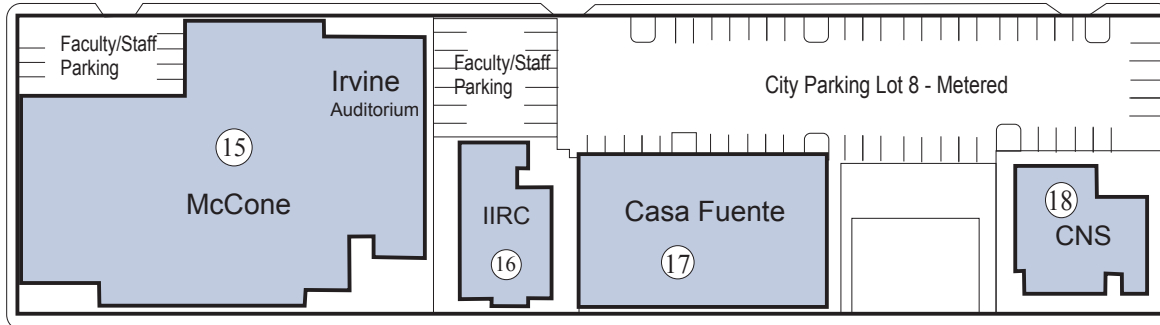 Faculty/Staff
Parking
Irvine
Auditorium
15
McCone
Faculty/Staff
Parking
IIRC
16
City Parking Lot 8 - Metered
Casa Fuente
17
18
CNS